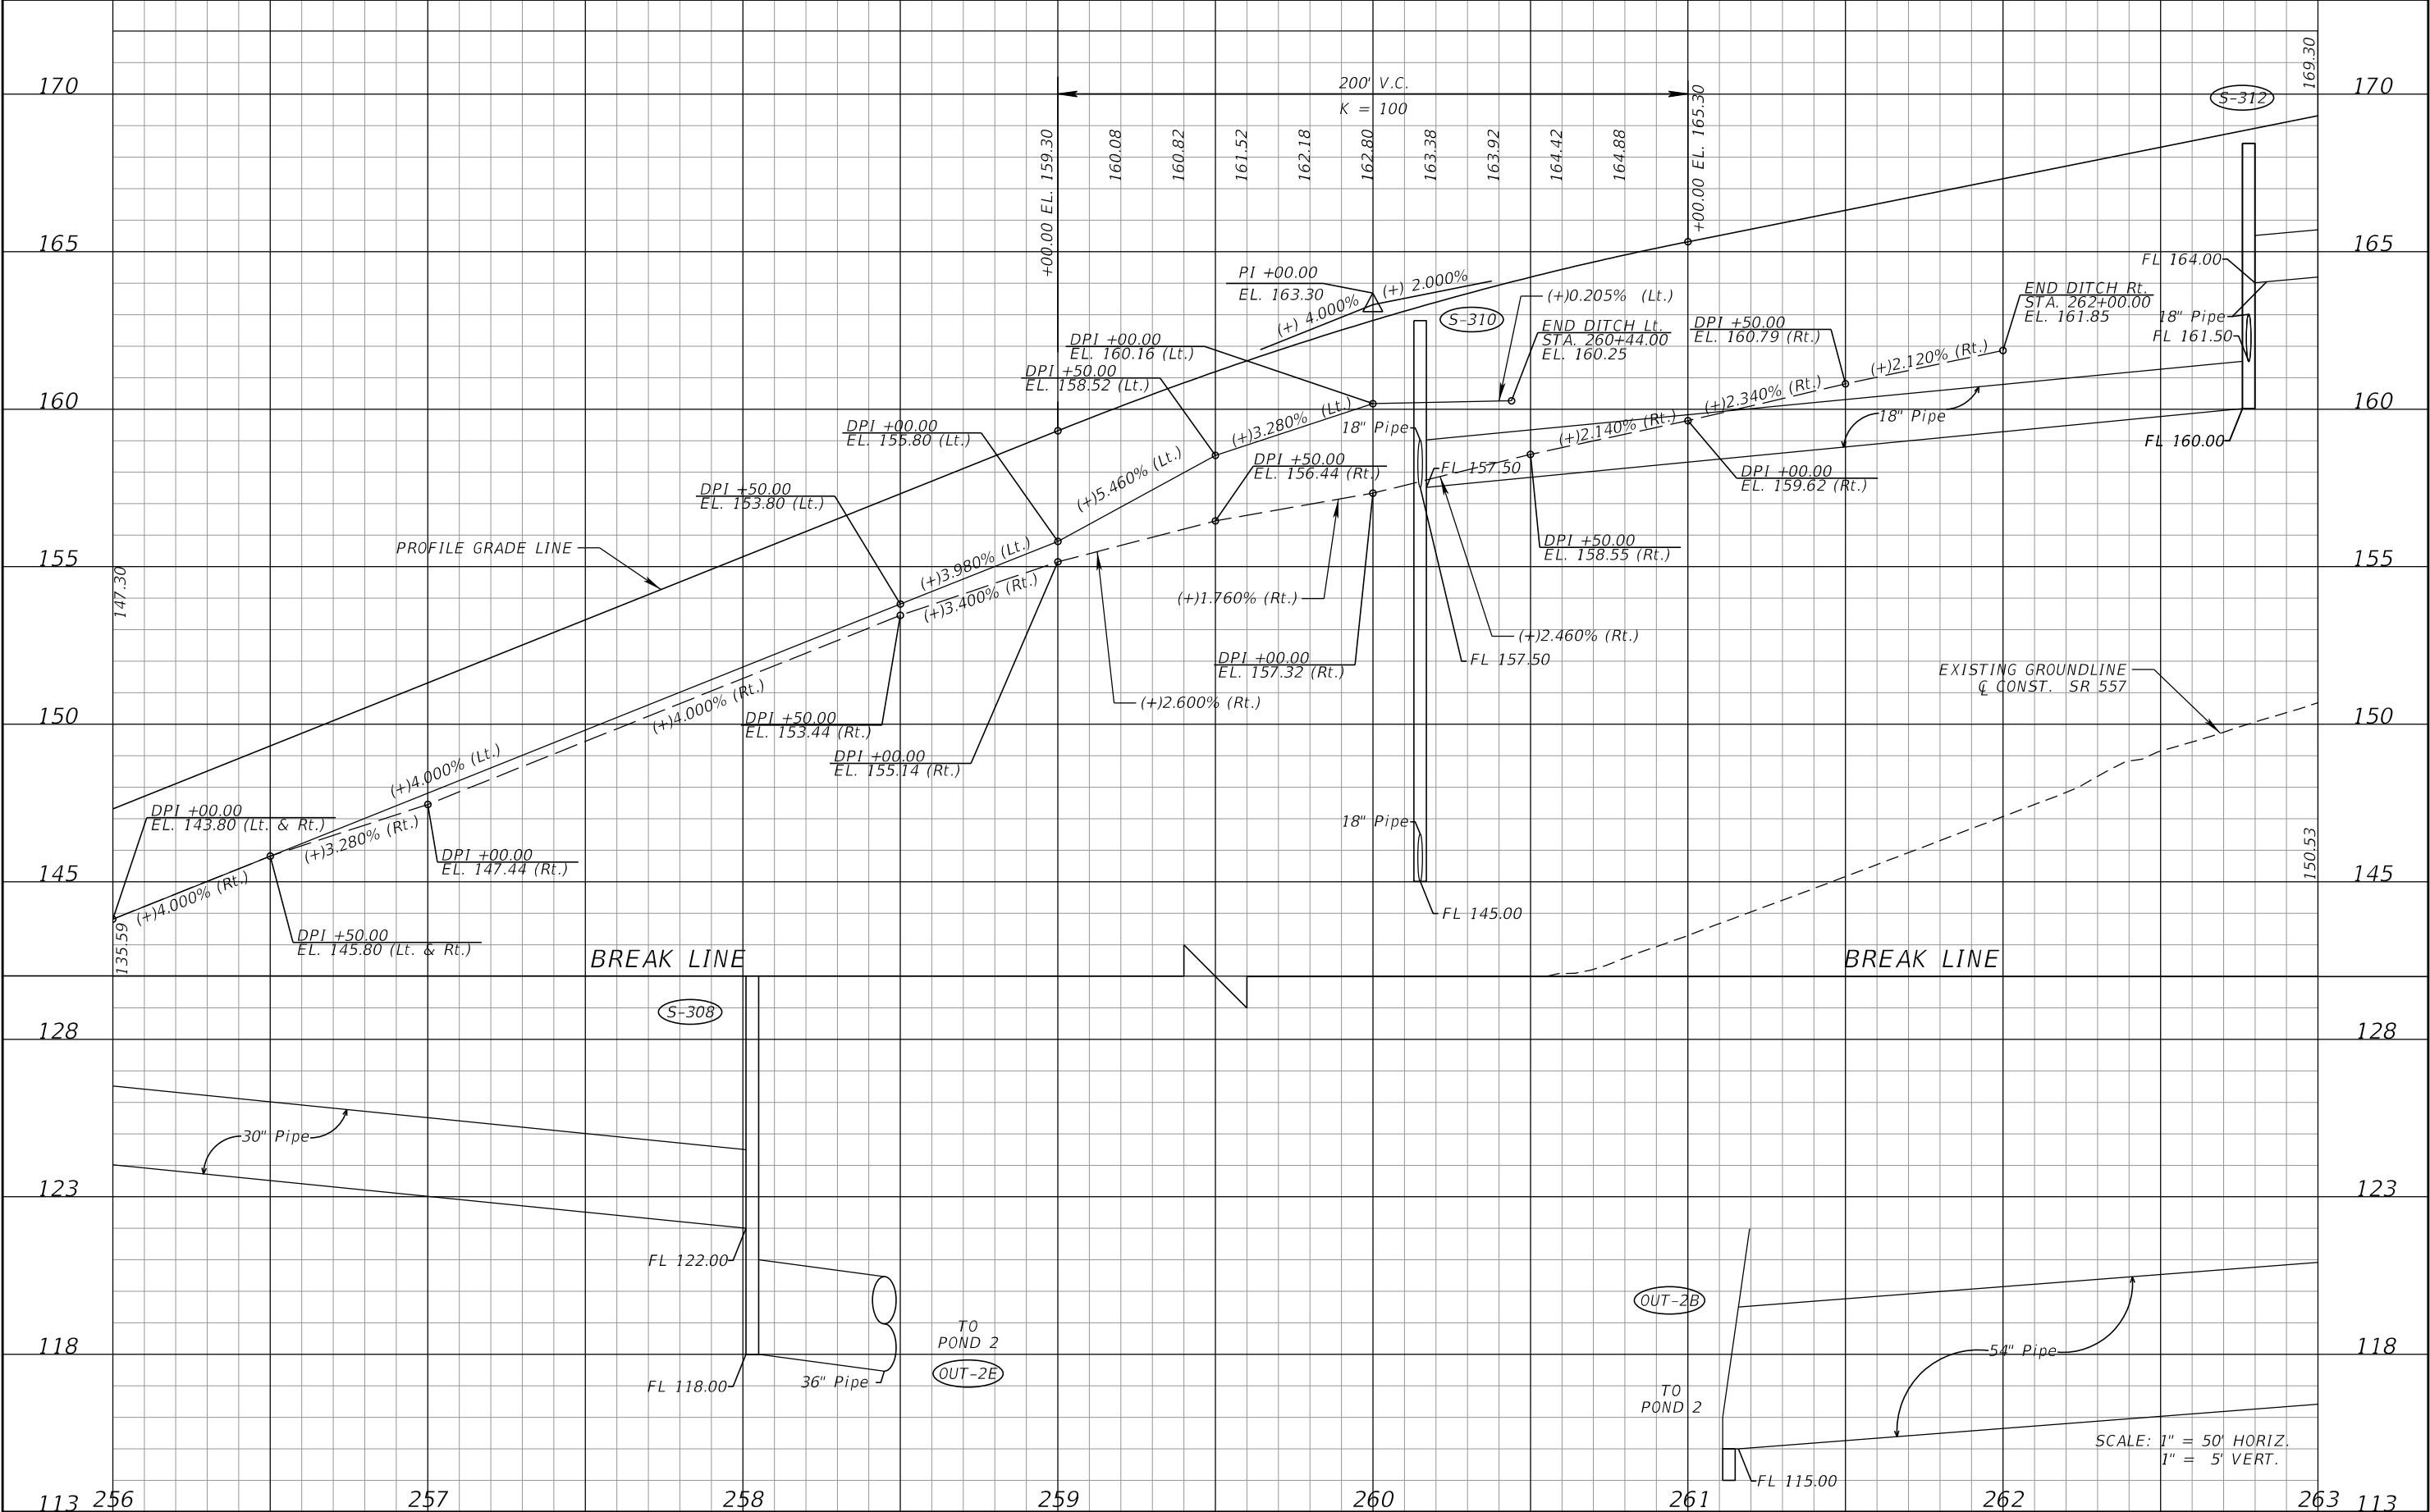 170
165
160
155
150
145
128
123
118
113
170
165
160
155
150
145
128
123
118
113
256
257
258
259
260
261
262
263
200' V.C.
K = 100
+00.00 EL. 159.30
160.08
160.82
161.52
162.18
162.80
163.38
163.92
164.42
164.88
+00.00 EL. 165.30
169.30
S-312
PI +00.00
EL. 163.30
(+) 4.000%
(+) 2.000%
S-310
(+)0.205% (Lt.)
END DITCH Lt.
STA. 260+44.00
EL. 160.25
DPI +50.00
EL. 160.79 (Rt.)
END DITCH Rt.
STA. 262+00.00
EL. 161.85
FL 164.00
18" Pipe
FL 161.50
FL 160.00
DPI +00.00
EL. 160.16 (Lt.)
DPI +50.00
EL. 158.52 (Lt.)
DPI +00.00
EL. 155.80 (Lt.)
DPI +50.00
EL. 153.80 (Lt.)
(+)5.460% (Lt.)
(+)3.280% (Lt.)
18" Pipe
(+)2.140% (Rt.)
(+)2.340% (Rt.)
(+)2.120% (Rt.)
18" Pipe
DPI +50.00
EL. 156.44 (Rt.)
FL 157.50
DPI +00.00
EL. 159.62 (Rt.)
DPI +50.00
EL. 158.55 (Rt.)
PROFILE GRADE LINE
(+)3.980% (Lt.)
(+)3.400% (Rt.)
(+)1.760% (Rt.)
(+)2.460% (Rt.)
FL 157.50
DPI +00.00
EL. 157.32 (Rt.)
(+)2.600% (Rt.)
147.30
(+)4.000% (Rt.)
DPI +50.00
EL. 153.44 (Rt.)
DPI +00.00
EL. 155.14 (Rt.)
(+)4.000% (Lt.)
DPI +00.00
EL. 143.80 (Lt. & Rt.)
(+)3.280% (Rt.)
DPI +00.00
EL. 147.44 (Rt.)
(+)4.000% (Rt.)
DPI +50.00
EL. 145.80 (Lt. & Rt.)
135.59
18" Pipe
FL 145.00
EXISTING GROUNDLINE
℄ CONST. SR 557
150.53
BREAK LINE
BREAK LINE
S-308
30" Pipe
FL 122.00
FL 118.00
36" Pipe
TO
POND 2
OUT-2E
OUT-2B
TO
POND 2
54" Pipe
FL 115.00
SCALE: 1" = 50' HORIZ.
1" = 5' VERT.